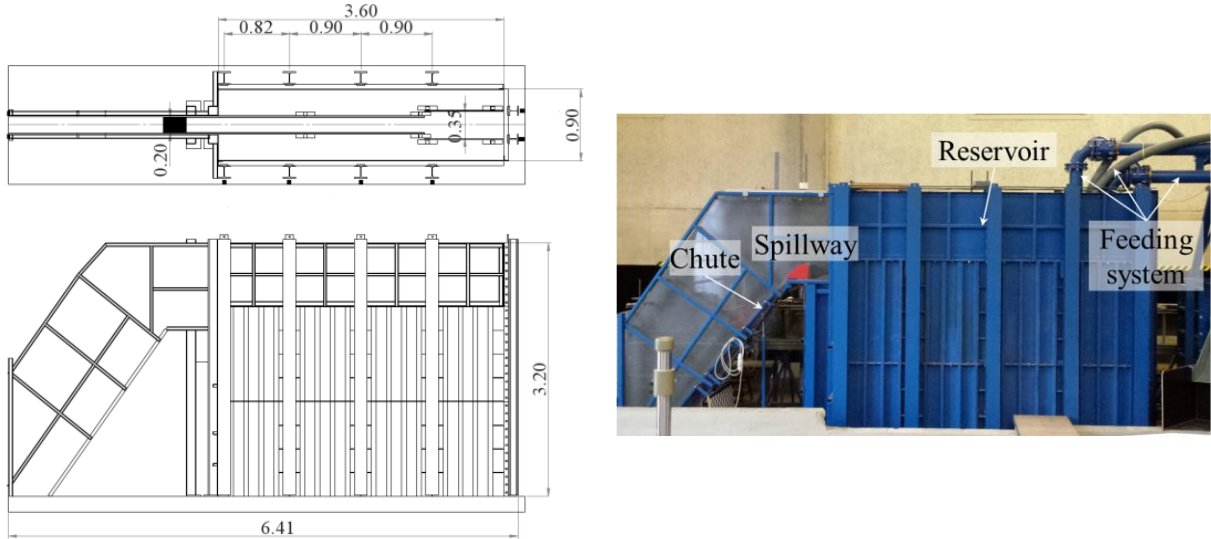 3.60
0.82
0.90
0.90
0.20
0.35
0.90
3.20
6.41
Reservoir
Spillway
Chute
Feeding
system